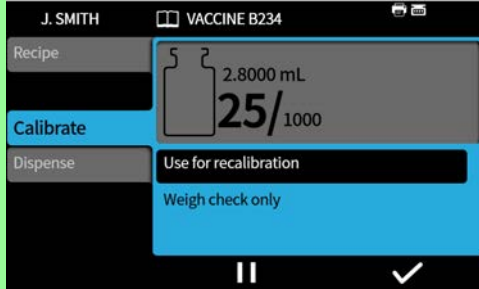 J. SMITH
VACCINE B234
Recipe
2.8000 mL
25/1000
Calibrate
Dispense
Use for recalibration
Weigh check only